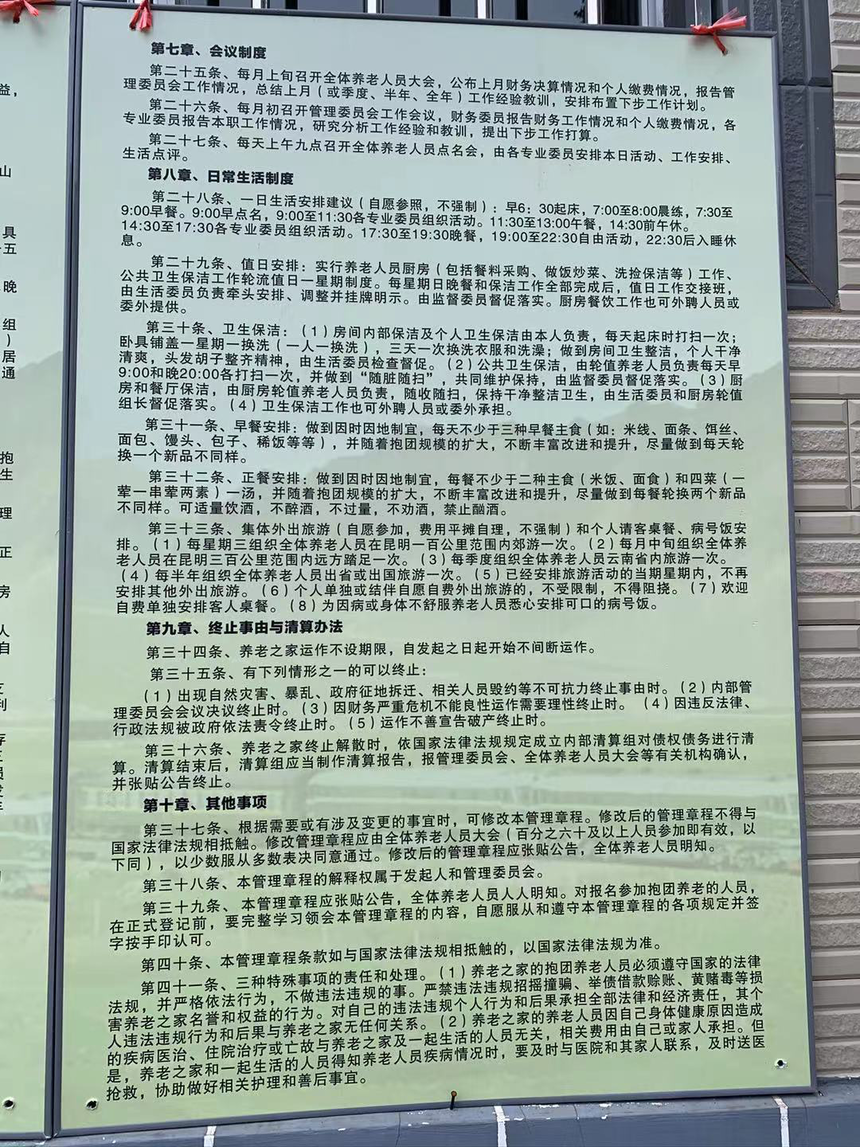 益，
山
具
五
晚
组
）
居
通
抱
生
理
正
房
人
自
利
存
第七章、会议制度
第二十五条、每月上旬召开全体养老人员大会，公布上月财务决算情况和个人缴费情况，报告管
理委员会工作情况，总结上月（或季度、半年、全年）工作经验教训，安排布置下步工作计划。
第二十六条、每月初召开管理委员会工作会议，财务委员报告财务工作情况和个人缴费情况，各
专业委员报告本职工作情况，研究分析工作经验和教训，提出下步工作打算。
第二十七条、每天上午九点召开全体养老人员点名会，由各专业委员安排本日活动、工作安排、
生活点评。
第八章、日常生活制度
第二十八条、一日生活安排建议（自愿参照，不强制）：早6：30起床，7:00至8:00晨练，7:30至
9:00早餐。9:00早点名，9:00至11:30各专业委员组织活动。11:30至13:00午餐，14:30前午休。
14:30至17:30各专业委员组织活动。17:30至19:30晚餐，19:00至22:30自由活动，22:30后入睡休
息。
第二十九条、值日安排：实行养老人员厨房（包括餐料采购、做饭炒菜、洗捡保洁等）工作、
公共卫生保洁工作轮流值日一星期制度。每星期日晚餐和保洁工作全部完成后，值日工作交接班，
由生活委员负责牵头安排、调整并挂牌明示。由监督委员督促落实。厨房餐饮工作也可外聘人员或
委外提供。
第三十条、卫生保洁：（1）房间内部保洁及个人卫生保洁由本人负责，每天起床时打扫一次；
卧具铺盖一星期一换洗（一人一换洗），三天一次换洗衣服和洗澡；做到房间卫生整洁，个人干净
清爽，头发胡子整齐精神，由生活委员检查督促。（2）公共卫生保洁，由轮值养老人员负责每天早
9:00和晚20:00各打扫一次，并做到“随脏随扫”，共同维护保持，由监督委员督促落实。（3）厨
房和餐厅保洁，由厨房轮值养老人员负责，随收随扫，保持干净整洁卫生，由生活委员和厨房轮值
组长督促落实。（4）卫生保洁工作也可外聘人员或委外承担。
第三十一条、早餐安排：做到因时因地制宜，每天不少于三种早餐主食（如：米线、面条、饵丝、
面包、馒头、包子、稀饭等等），并随着抱团规模的扩大，不断丰富改进和提升，尽量做到每天轮
换一个新品不同样。
第三十二条、正餐安排：做到因时因地制宜，每餐不少于二种主食（米饭、面食）和四菜（一
荤一串荤两素）一汤，并随着抱团规模的扩大，不断丰富改进和提升，尽量做到每餐轮换两个新品
不同样。可适量饮酒，不醉酒，不过量，不劝酒，禁止酗酒。
第三十三条、集体外出旅游（自愿参加，费用平摊自理，不强制）和个人请客桌餐、病号饭安
排。（1）每星期三组织全体养老人员在昆明一百公里范围内郊游一次。（2）每月中旬组织全体养
老人员在昆明三百公里范围内远方踏足一次。（3）每季度组织全体养老人员云南省内旅游一次。
（4）每半年组织全体养老人员出省或出国旅游一次。（5）已经安排旅游活动的当期星期内，不再
安排其他外出旅游。（6）个人单独或结伴自愿自费外出旅游的，不受限制，不得阻挠。（7）欢迎
自费单独安排客人桌餐。（8）为因病或身体不舒服养老人员悉心安排可口的病号饭。
第九章、终止事由与清算办法
第三十四条、养老之家运作不设期限，自发起之日起开始不间断运作。
第三十五条、有下列情形之一的可以终止：
（1）出现自然灾害、暴乱、政府征地拆迁、相关人员毁约等不可抗力终止事由时。（2）内部管
理委员会会议决议终止时。（3）因财务严重危机不能良性运作需要理性终止时。（4）因违反法律、
行政法规被政府依法责令终止时。（5）运作不善宣告破产终止时。
第三十六条、养老之家终止解散时，依国家法律法规规定成立内部清算组对债权债务进行清
算。清算结束后，清算组应当制作清算报告，报管理委员会、全体养老人员大会等有关机构确认，
并张贴公告终止。
第十章、其他事项
第三十七条、根据需要或有涉及变更的事宜时，可修改本管理章程。修改后的管理章程不得与
国家法律法规相抵触。修改管理章程应由全体养老人员大会（百分之六十及以上人员参加即有效，以
下同），以少数服从多数表决同意通过。修改后的管理章程应张贴公告，全体养老人员明知。
第三十八条、本管理章程的解释权属于发起人和管理委员会。
第三十九条、本管理章程应张贴公告，全体养老人员人人明知。对报名参加抱团养老的人员，
在正式登记前，要完整学习领会本管理章程的内容，自愿服从和遵守本管理章程的各项规定并签
字按手印认可。
第四十条、本管理章程条款如与国家法律法规相抵触的，以国家法律法规为准。
第四十一条、三种特殊事项的责任和处理。（1）养老之家的抱团养老人员必须遵守国家的法律
法规，并严格依法行为，不做违法违规的事。严禁违法违规招摇撞骗、举债借款赊账、黄赌毒等损
害养老之家名誉和权益的行为。对自己的违法违规个人行为和后果承担全部法律和经济责任，其个
人违法违规行为和后果与养老之家无任何关系。（2）养老之家的养老人员因自己身体健康原因造成
的疾病医治、住院治疗或亡故与养老之家及一起生活的人员无关，相关费用由自己或家人承担。但
是，养老之家和一起生活的人员得知养老人员疾病情况时，要及时与医院和其家人联系，及时送医
抢救，协助做好相关护理和善后事宜。